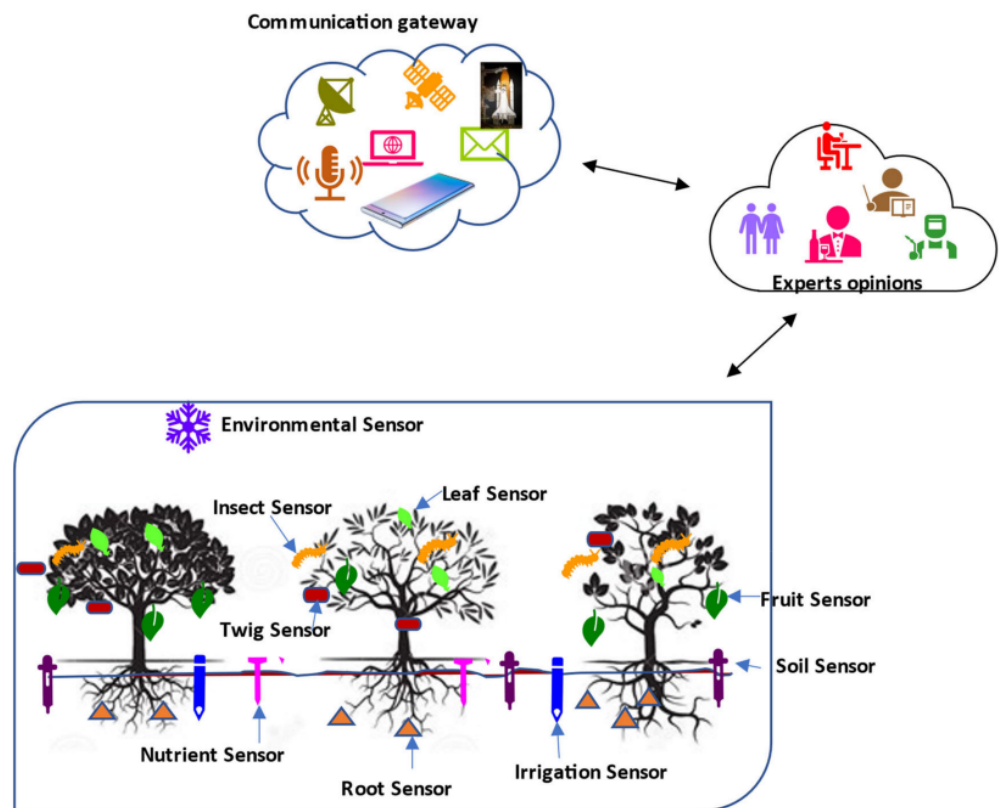 Communication gateway
Experts opinions
Environmental Sensor
Leaf Sensor
Insect Sensor
Fruit Sensor
Twig Sensor
Soil Sensor
Nutrient Sensor
Irrigation Sensor
Root Sensor